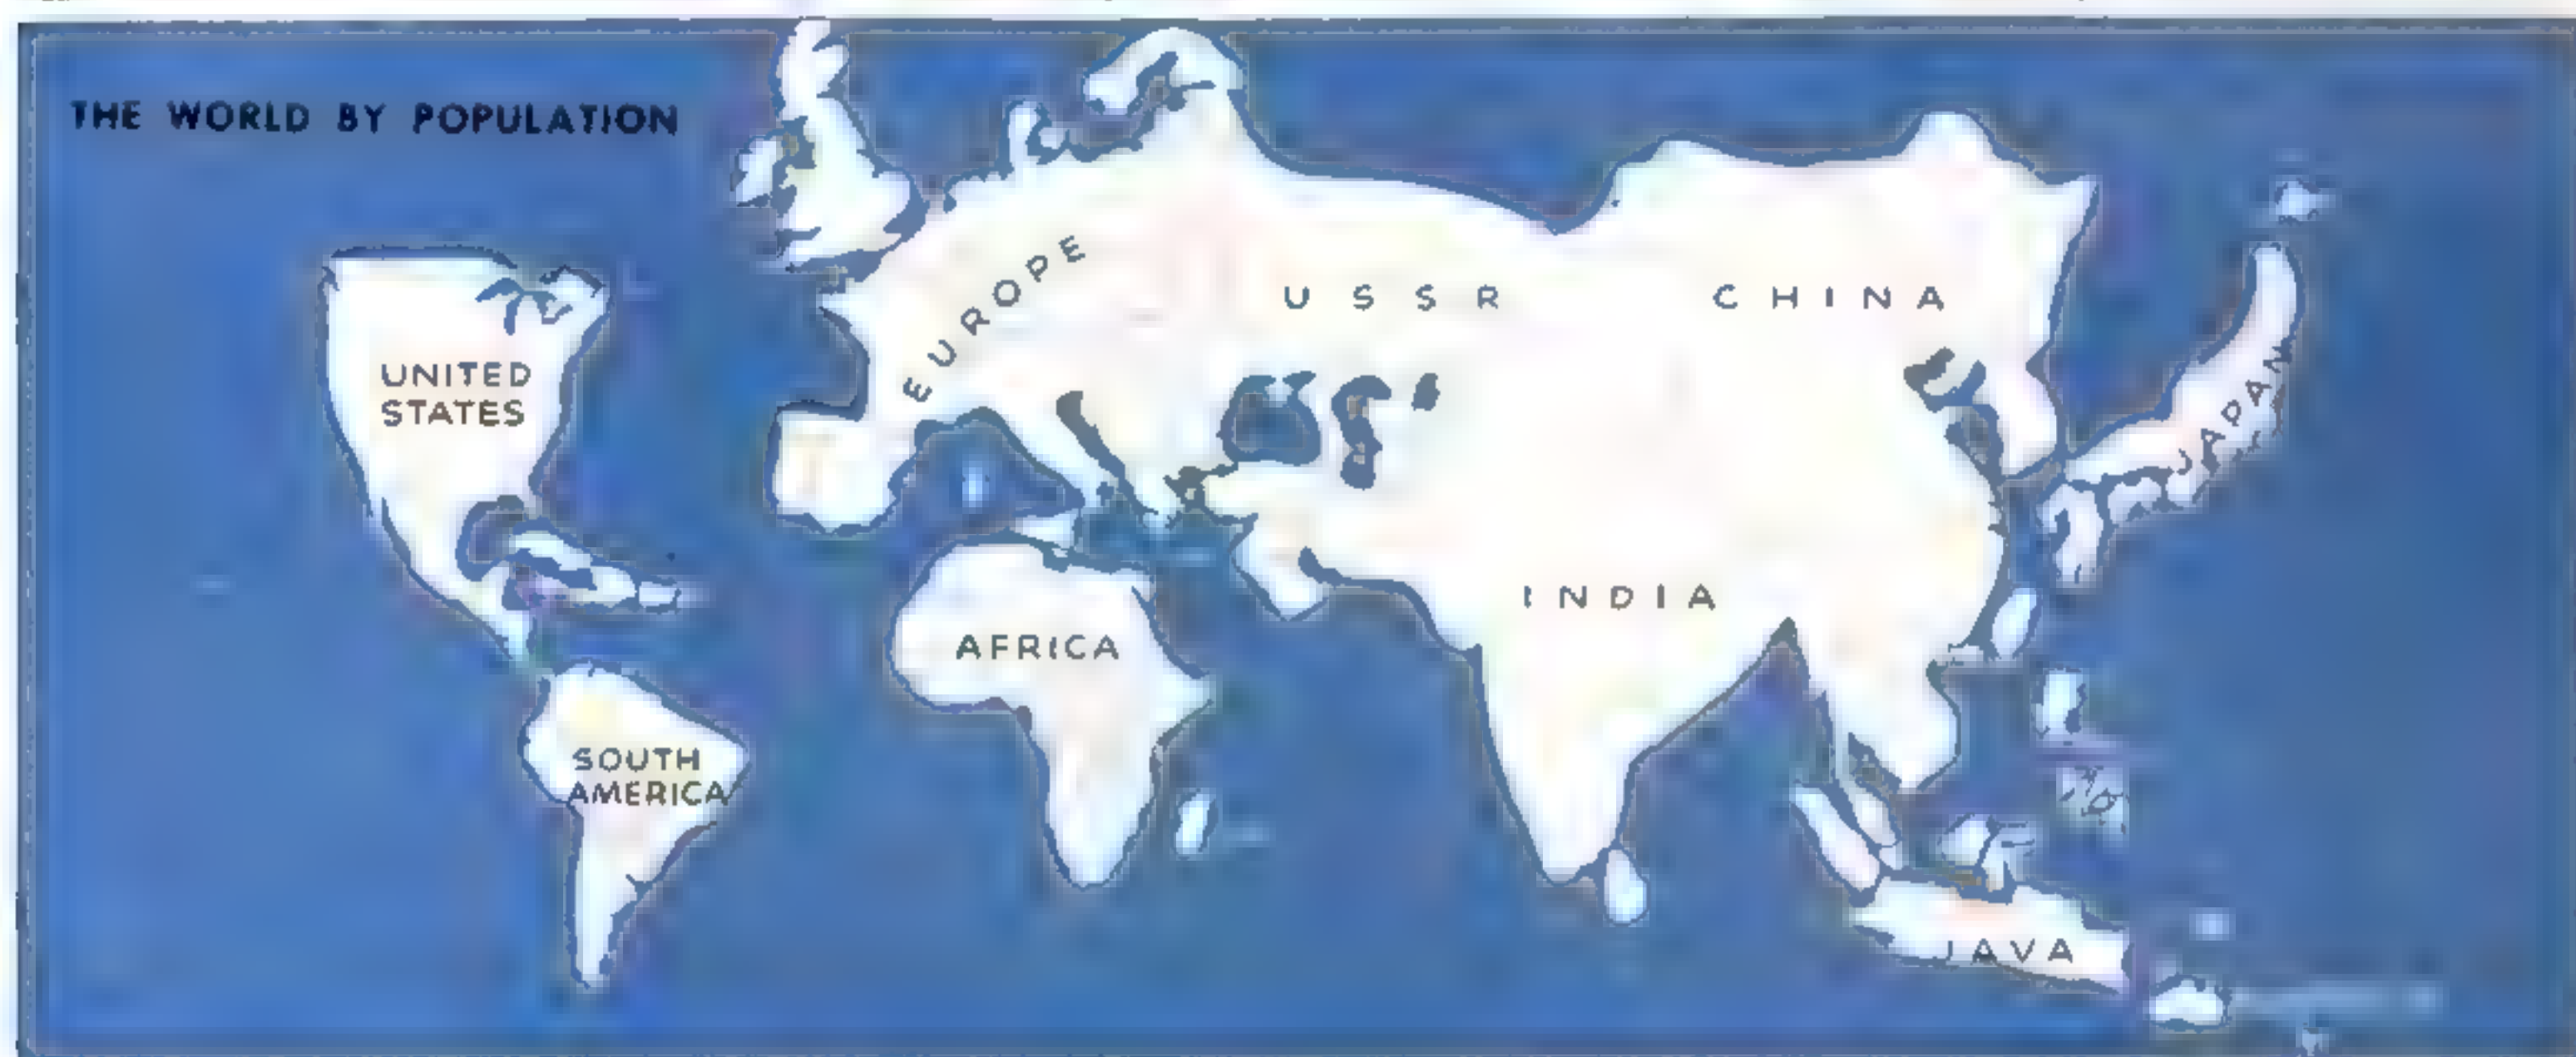 THE WORLD BY POPULATION
EUROPE
USSR
CHINA
UNITED
STATES
JAPAN
INDIA
AFRICA
SOUTH
AMERICA
JAVA